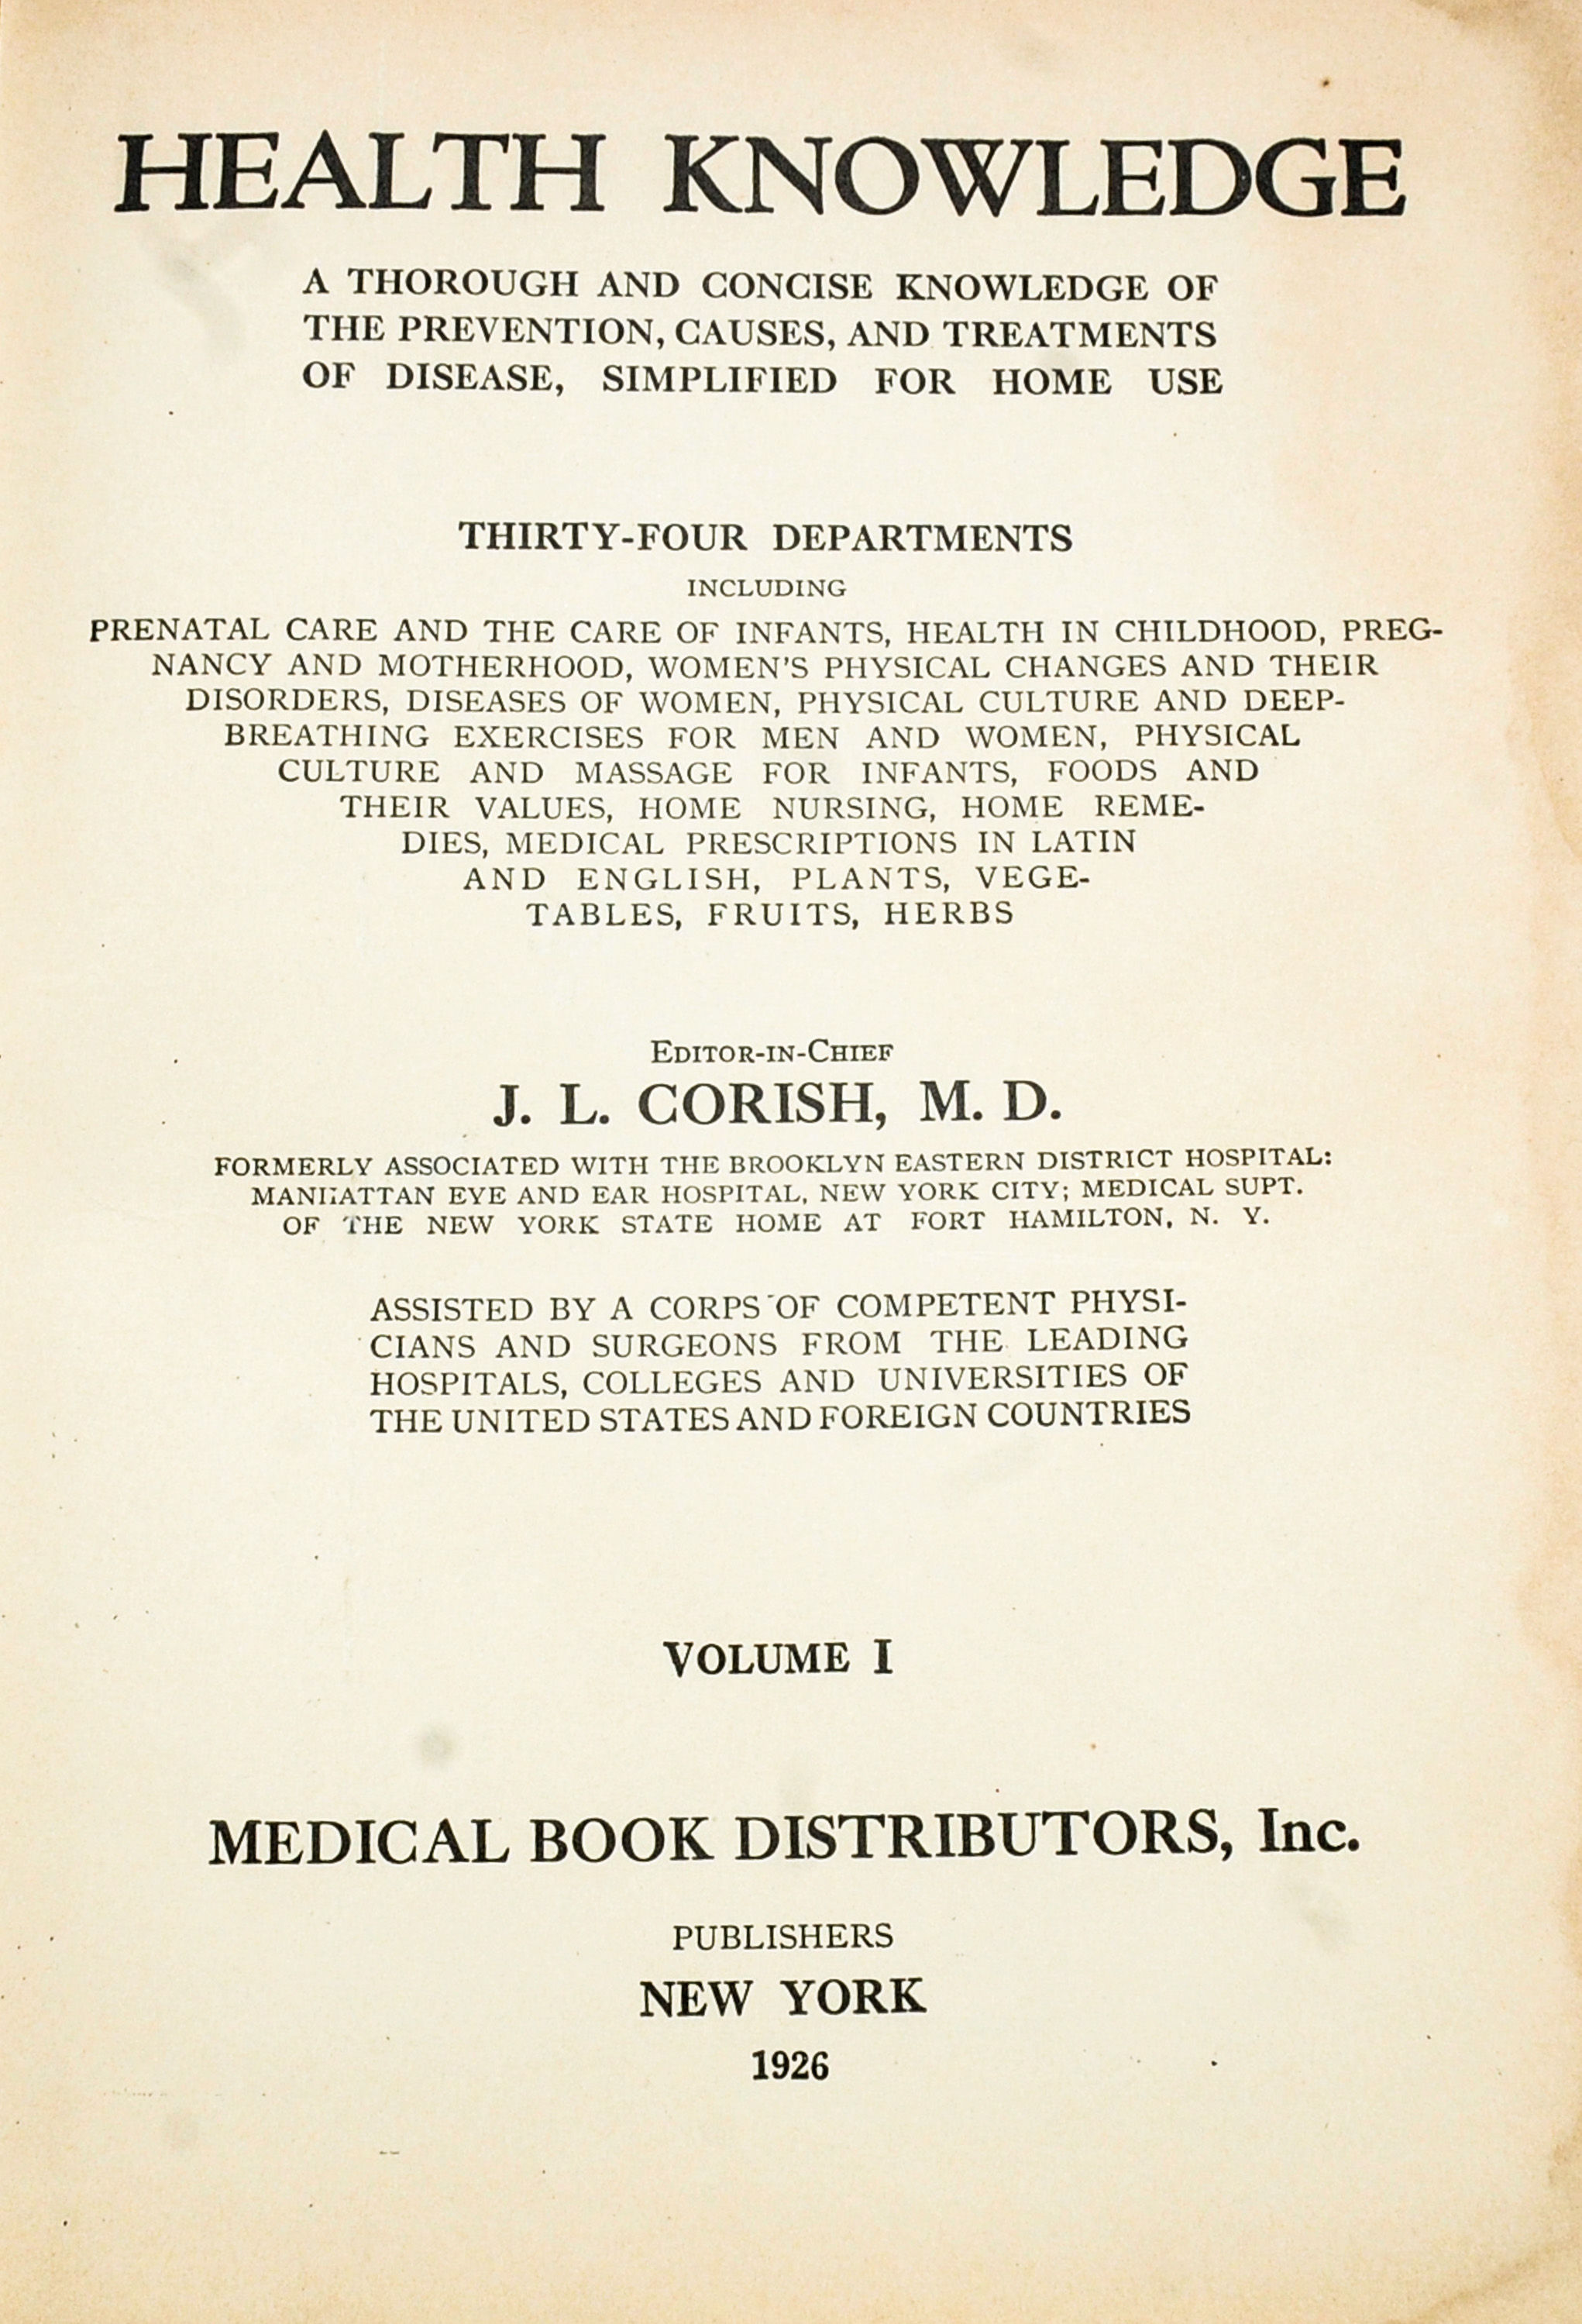 HEALTH KNOWLEDGE
A THOROUGH AND CONCISE KNOWLEDGE OF
THE PREVENTION, CAUSES, AND TREATMENTS
OF DISEASE, SIMPLIFIED FOR HOME USE
THIRTY-FOUR DEPARTMENTS
INCLUDING
PRENATAL CARE AND THE CARE OF INFANTS, HEALTH IN CHILDHOOD, PREG-
NANCY AND MOTHERHOOD, WOMEN'S PHYSICAL CHANGES AND THEIR
DISORDERS, DISEASES OF WOMEN, PHYSICAL CULTURE AND DEEP-
BREATHING EXERCISES FOR MEN AND WOMEN, PHYSICAL
CULTURE AND MASSAGE FOR INFANTS, FOODS AND
THEIR VALUES, HOME NURSING, HOME REME-
DIES, MEDICAL PRESCRIPTIONS IN LATIN
AND ENGLISH, PLANTS, VEGE-
TABLES, FRUITS, HERBS
EDITOR-IN-CHIEF
J. L. CORISH, M. D.
FORMERLY ASSOCIATED WITH THE BROOKLYN EASTERN DISTRICT HOSPITAL:
MANHATTAN EYE AND EAR HOSPITAL, NEW YORK CITY; MEDICAL SUPT.
OF THE NEW YORK STATE HOME AT FORT HAMILTON, N. Y.
ASSISTED BY A CORPS OF COMPETENT PHYSI-
CIANS AND SURGEONS FROM THE LEADING
HOSPITALS, COLLEGES AND UNIVERSITIES OF
THE UNITED STATES AND FOREIGN COUNTRIES
VOLUME I
MEDICAL BOOK DISTRIBUTORS, Inc.
PUBLISHERS
NEW YORK
1926